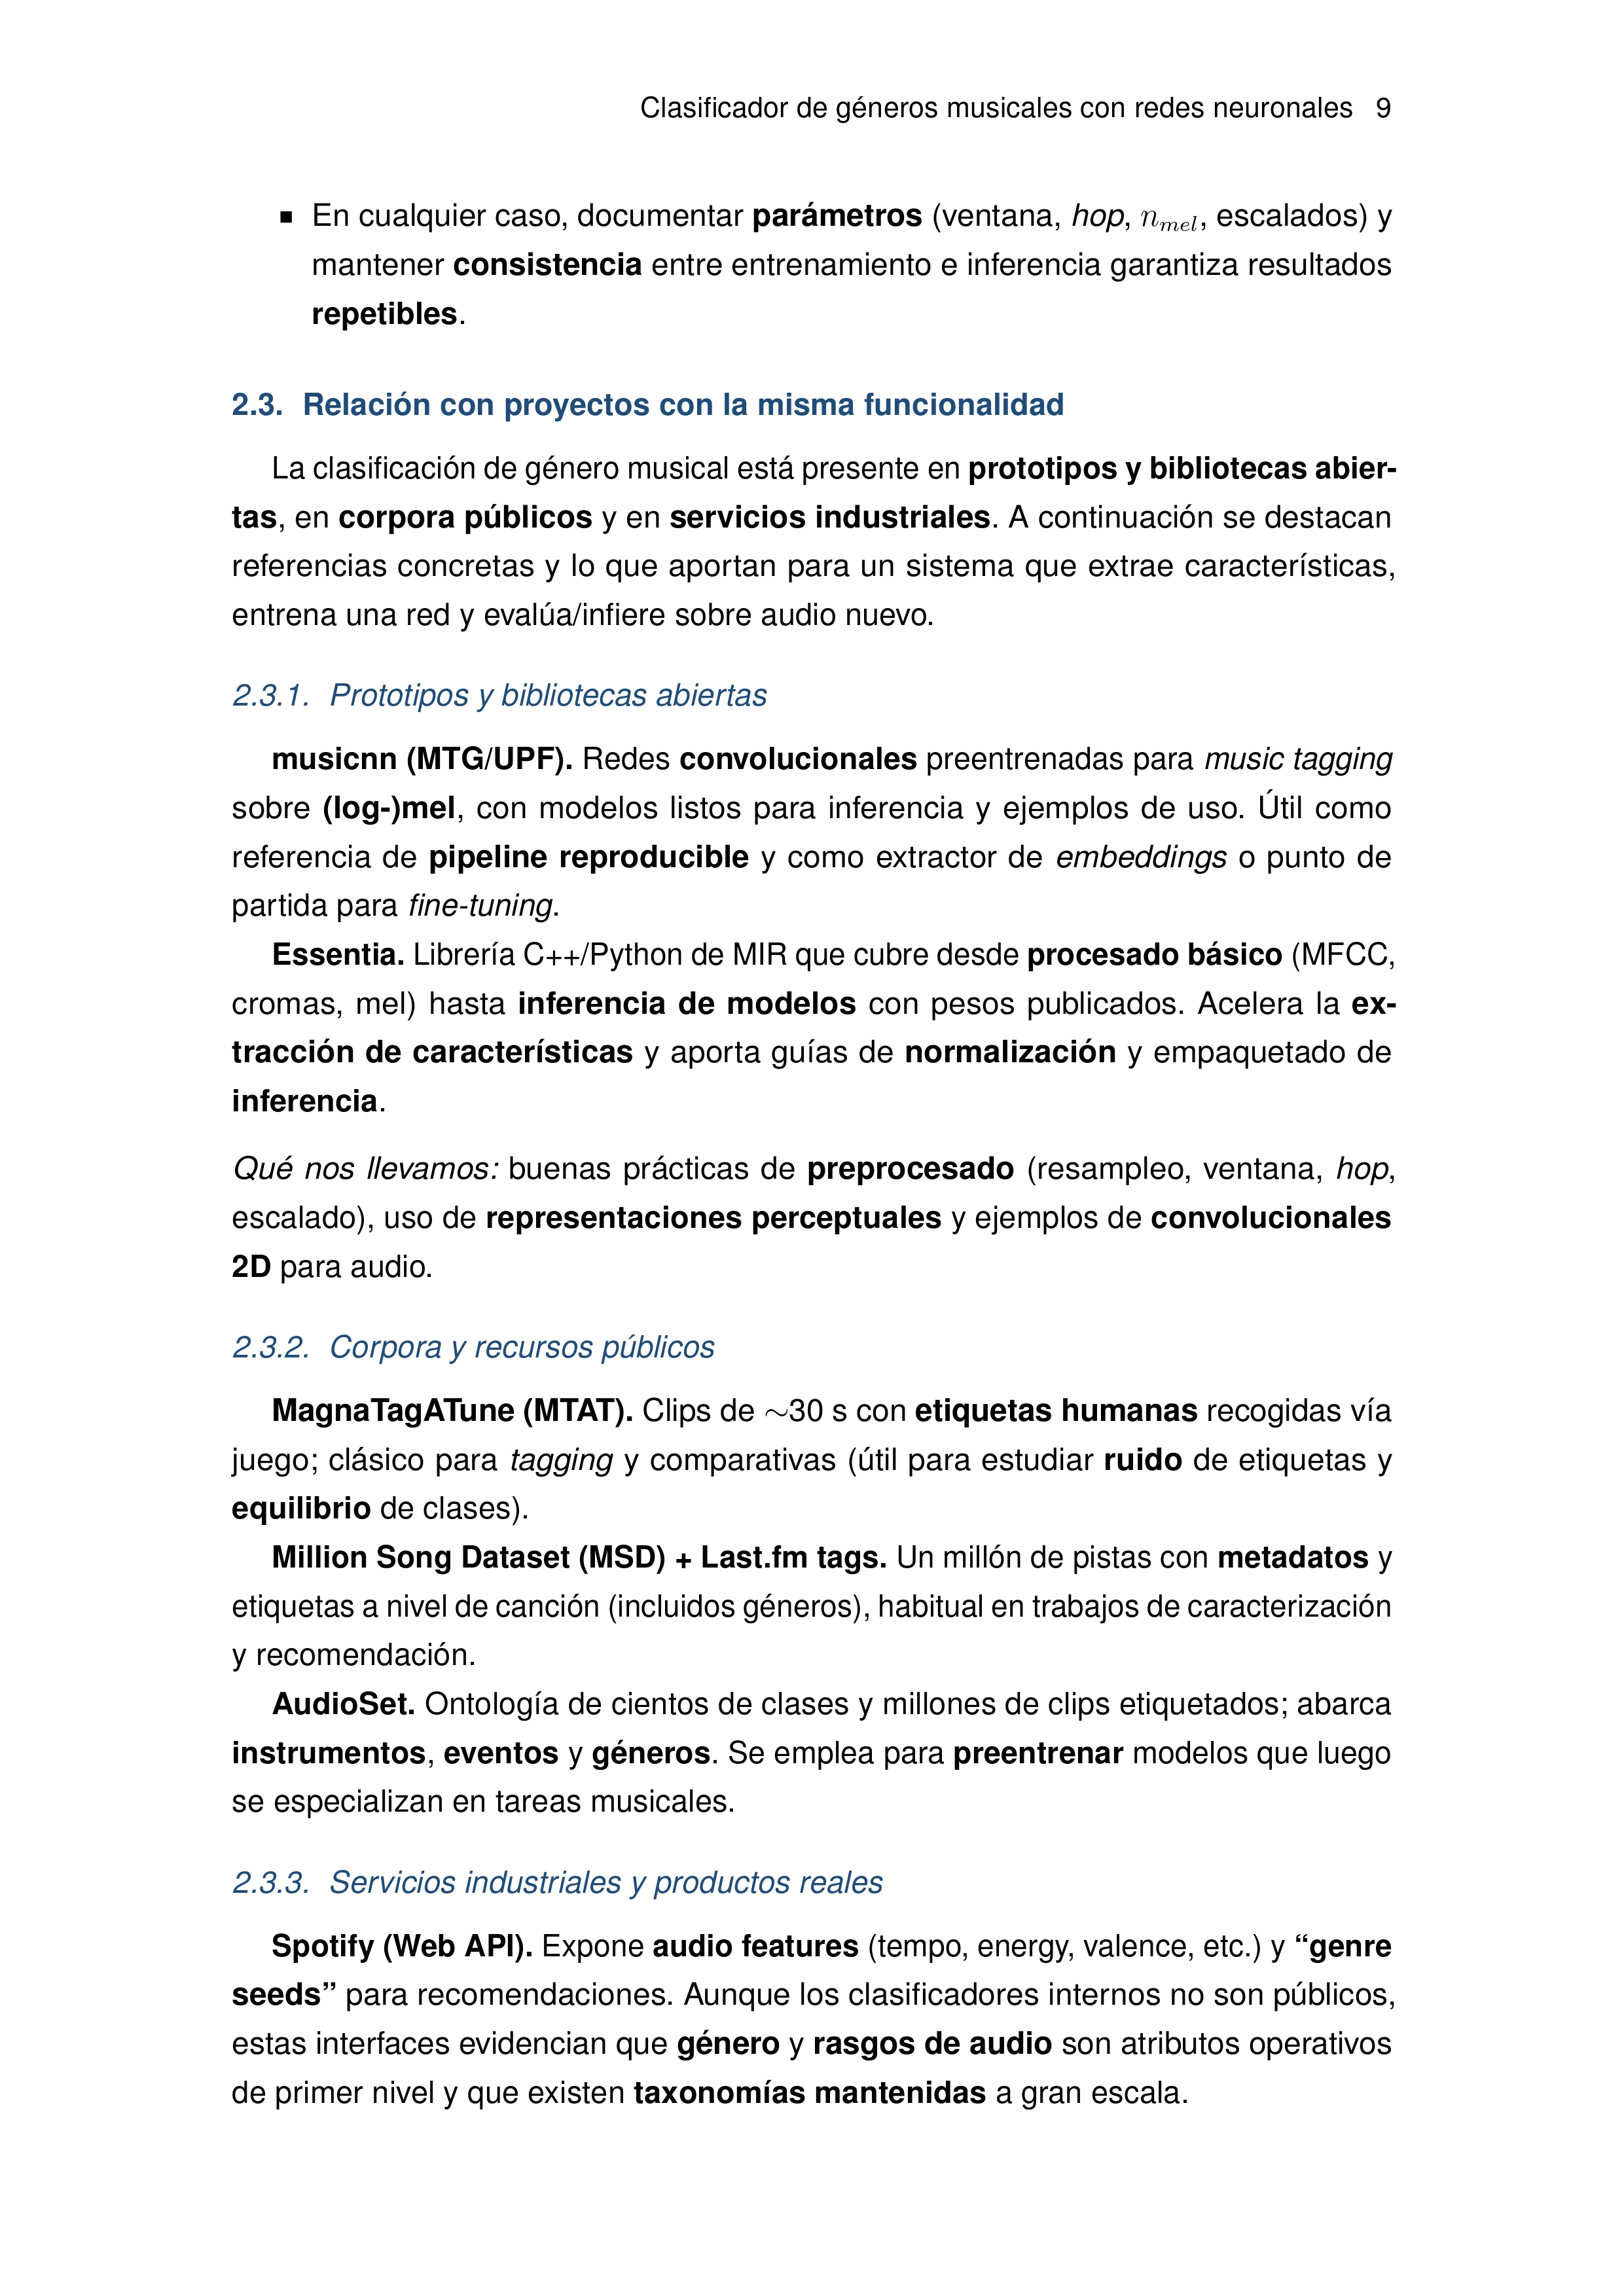 Clasificador de géneros musicales con redes neuronales 9
■ En cualquier caso, documentar parámetros (ventana, hop, n_mel, escalados) y
mantener consistencia entre entrenamiento e inferencia garantiza resultados
repetibles.
2.3. Relación con proyectos con la misma funcionalidad
La clasificación de género musical está presente en prototipos y bibliotecas abier-
tas, en corpora públicos y en servicios industriales. A continuación se destacan
referencias concretas y lo que aportan para un sistema que extrae características,
entrena una red y evalúa/infiere sobre audio nuevo.
2.3.1. Prototipos y bibliotecas abiertas
musicnn (MTG/UPF). Redes convolucionales preentrenadas para music tagging
sobre (log-)mel, con modelos listos para inferencia y ejemplos de uso. Útil como
referencia de pipeline reproducible y como extractor de embeddings o punto de
partida para fine-tuning.
Essentia. Librería C++/Python de MIR que cubre desde procesado básico (MFCC,
cromas, mel) hasta inferencia de modelos con pesos publicados. Acelera la ex-
tracción de características y aporta guías de normalización y empaquetado de
inferencia.
Qué nos llevamos: buenas prácticas de preprocesado (resampleo, ventana, hop,
escalado), uso de representaciones perceptuales y ejemplos de convolucionales
2D para audio.
2.3.2. Corpora y recursos públicos
MagnaTagATune (MTAT). Clips de ∼30 s con etiquetas humanas recogidas vía
juego; clásico para tagging y comparativas (útil para estudiar ruido de etiquetas y
equilibrio de clases).
Million Song Dataset (MSD) + Last.fm tags. Un millón de pistas con metadatos y
etiquetas a nivel de canción (incluidos géneros), habitual en trabajos de caracterización
y recomendación.
AudioSet. Ontología de cientos de clases y millones de clips etiquetados; abarca
instrumentos, eventos y géneros. Se emplea para preentrenar modelos que luego
se especializan en tareas musicales.
2.3.3. Servicios industriales y productos reales
Spotify (Web API). Expone audio features (tempo, energy, valence, etc.) y “genre
seeds” para recomendaciones. Aunque los clasificadores internos no son públicos,
estas interfaces evidencian que género y rasgos de audio son atributos operativos
de primer nivel y que existen taxonomías mantenidas a gran escala.